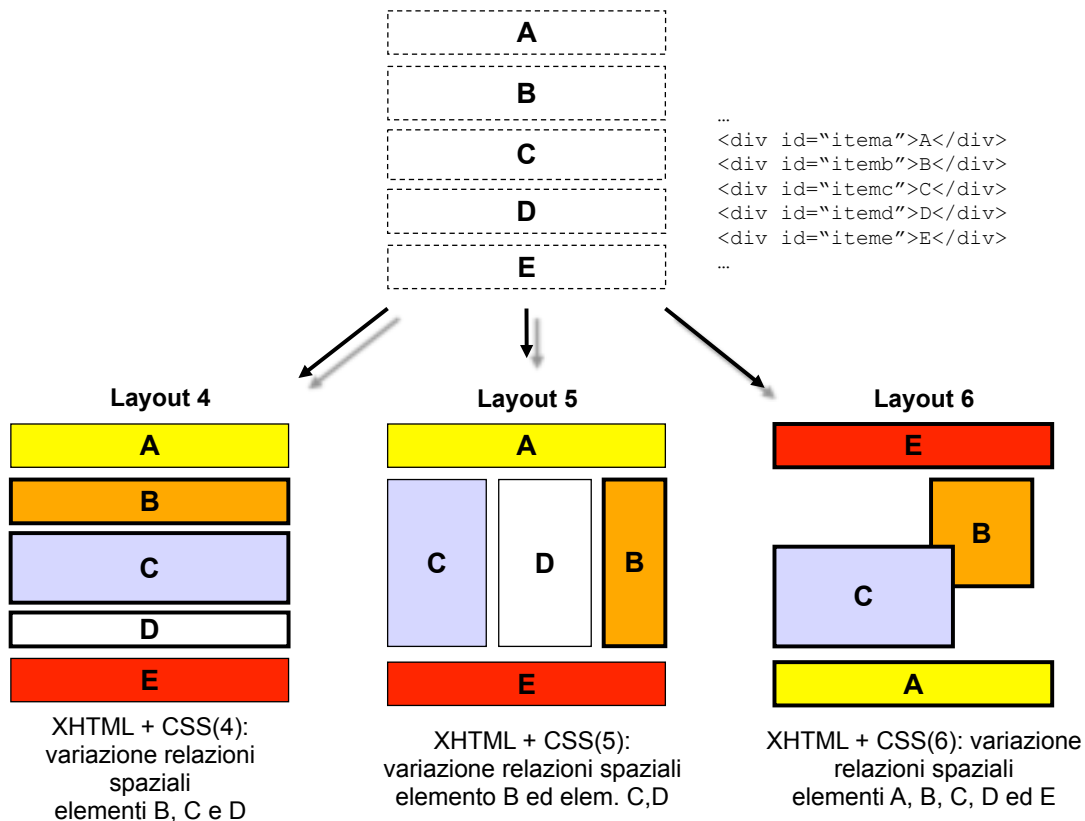 A
B
C
D
E
…
<div id=“itema”>A</div>
<div id=“itemb”>B</div>
<div id=“itemc”>C</div>
<div id=“itemd”>D</div>
<div id=“iteme”>E</div>
…
Layout 4
A
B
C
D
E
XHTML + CSS(4):
variazione relazioni
spaziali
elementi B, C e D
Layout 5
A
C D B
E
XHTML + CSS(5):
variazione relazioni spaziali
elemento B ed elem. C,D
Layout 6
E
B
C
A
XHTML + CSS(6): variazione
relazioni spaziali
elementi A, B, C, D ed E